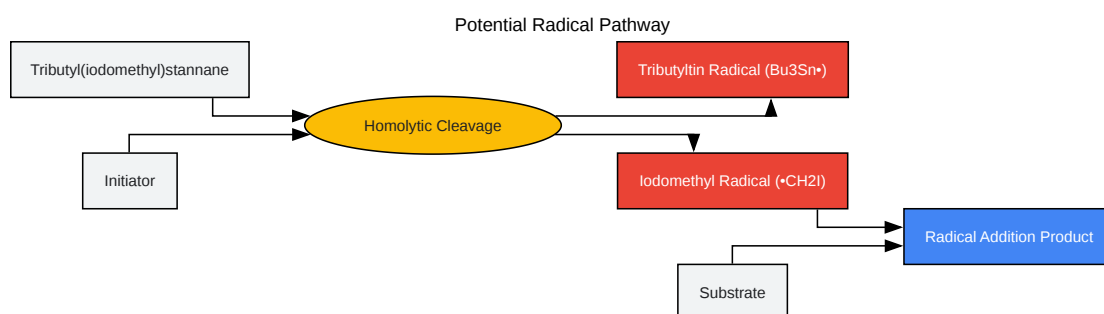 Potential Radical Pathway
Tributyl(iodomethyl)stannane
Tributyltin Radical (Bu3Sn•)
Homolytic Cleavage
Initiator
Iodomethyl Radical (•CH2I)
Radical Addition Product
Substrate